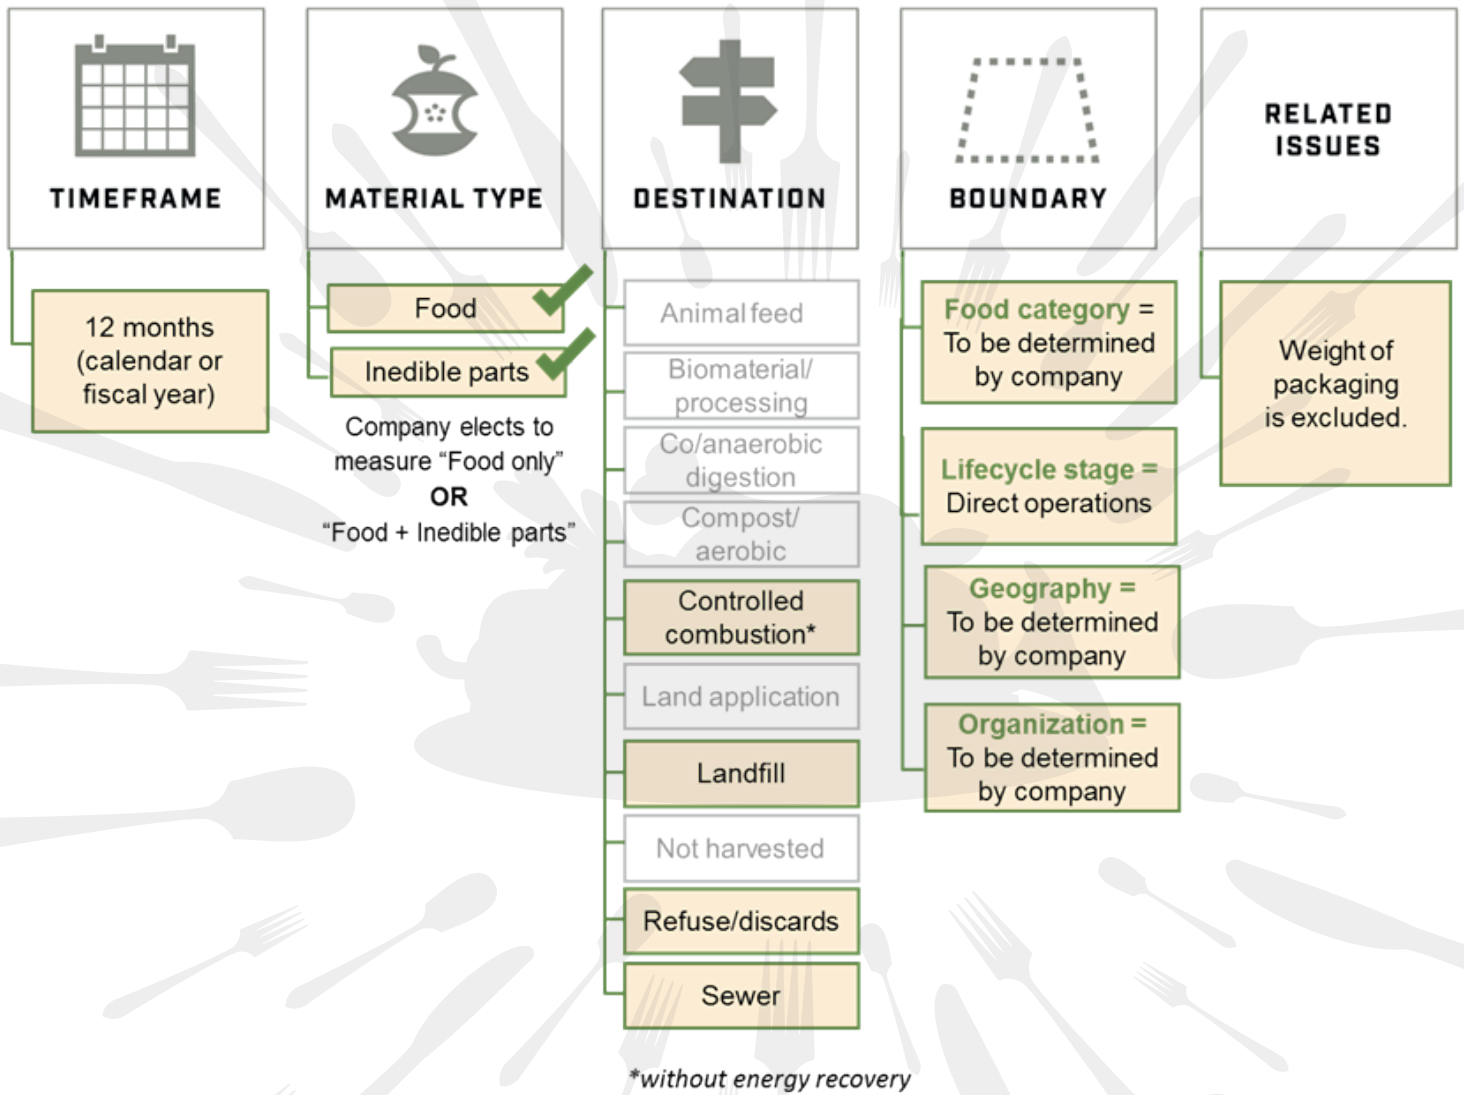 TIMEFRAME
12 months
(calendar or
fiscal year)
MATERIAL TYPE
Food
Inedible parts
Company elects to
measure “Food only”
OR
“Food + Inedible parts”
DESTINATION
Animal feed
Biomaterial/
processing
Co/anaerobic
digestion
Compost/
aerobic
Controlled
combustion*
Land application
Landfill
Not harvested
Refuse/discards
Sewer
*without energy recovery
BOUNDARY
Food category =
To be determined
by company
Lifecycle stage =
Direct operations
Geography =
To be determined
by company
Organization =
To be determined
by company
RELATED
ISSUES
Weight of
packaging
is excluded.